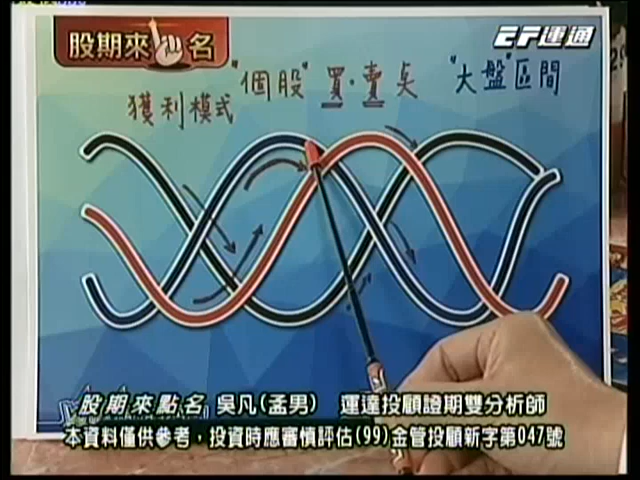 股期來 名
EF運通
"個股" 買·賣点 "大盤"區間
獲利模式
股期來點名 吳凡(孟男) 運達投顧證期雙分析師
本資料僅供參考，投資時應審慎評估(99)金管投顧新字第047號